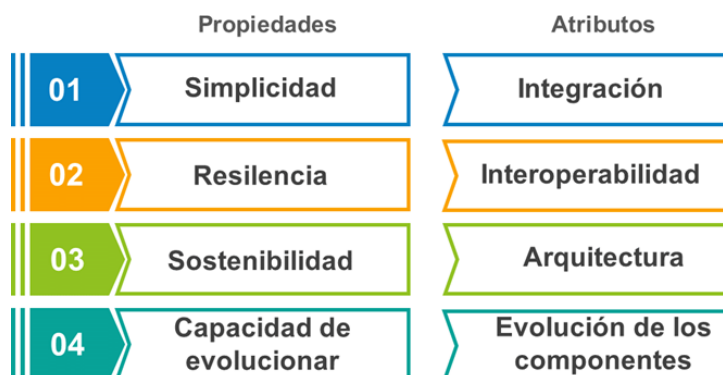 Propiedades Atributos
01 Simplicidad Integración
02 Resilencia Interoperabilidad
03 Sostenibilidad Arquitectura
04 Capacidad de evolucionar Evolución de los componentes